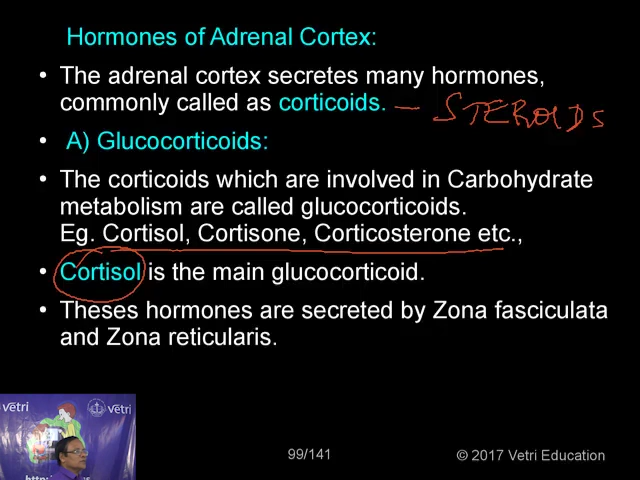 Hormones of Adrenal Cortex:
• The adrenal cortex secretes many hormones,
commonly called as corticoids. — STEROIDS
• A) Glucocorticoids:
• The corticoids which are involved in Carbohydrate
metabolism are called glucocorticoids.
Eg. Cortisol, Cortisone, Corticosterone etc.,
• Cortisol is the main glucocorticoid.
• Theses hormones are secreted by Zona fasciculata
and Zona reticularis.
vetri
vetri
99/141
© 2017 Vetri Education